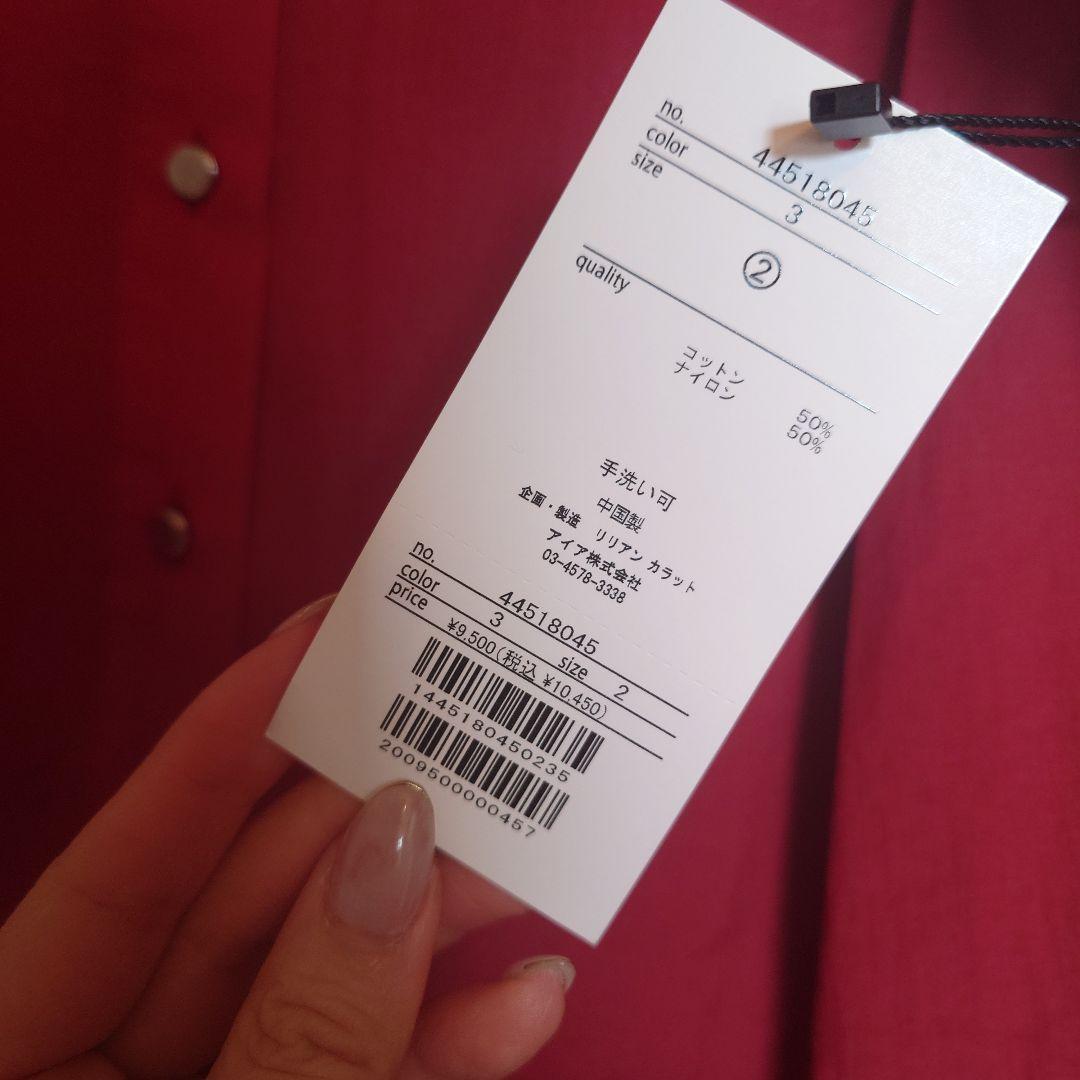 no. 44518045
color 3
size ②
quality
コットン 50%
ナイロン 50%
手洗い可
中国製
企画・製造 リリアン カラット
アイア株式会社
03-4578-3338
no. 44518045
color 3 size 2
price ¥9,500(税込 ¥10,450)
1445180450235
2009500000457